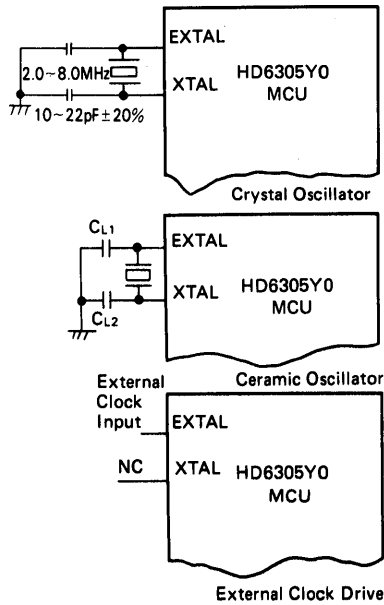 EXTAL
2.0~8.0MHz
XTAL
HD6305Y0
MCU
10~22pF±20%
Crystal Oscillator
CL1
EXTAL
XTAL
HD6305Y0
MCU
CL2
Ceramic Oscillator
External
Clock
Input
EXTAL
NC
XTAL
HD6305Y0
MCU
External Clock Drive